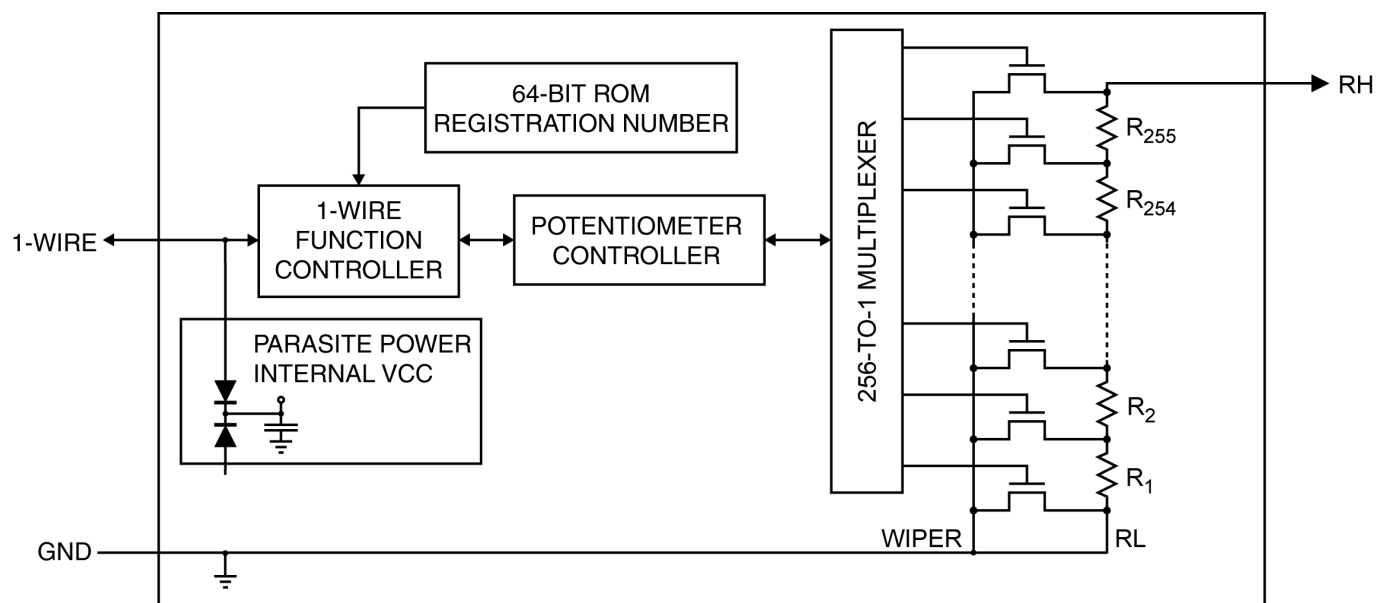 64-BIT ROM
REGISTRATION NUMBER
RH
R255
256-TO-1 MULTIPLEXER
R254
1-WIRE
1-WIRE
FUNCTION
CONTROLLER
POTENTIOMETER
CONTROLLER
PARASITE POWER
INTERNAL VCC
R2
R1
GND
WIPER
RL